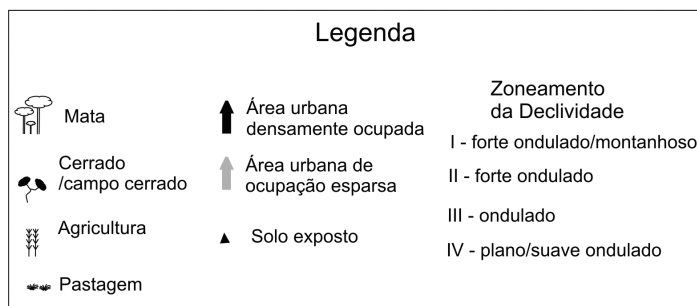 Legenda
Mata
Cerrado
/campo cerrado
Agricultura
Pastagem
Área urbana
densamente ocupada
Área urbana de
ocupação esparsa
Solo exposto
Zoneamento
da Declividade
I - forte ondulado/montanhoso
II - forte ondulado
III - ondulado
IV - plano/suave ondulado